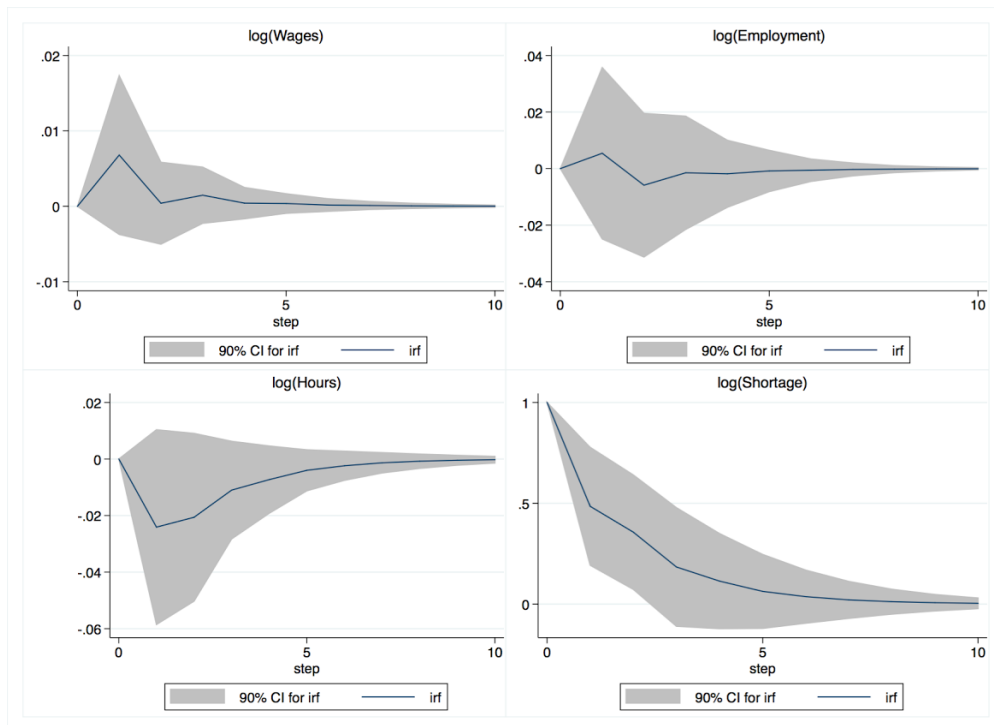 log(Wages)
.02
.01
0
-.01
0 5 10
step
90% CI for irf irf
log(Employment)
.04
.02
0
-.02
-.04
0 5 10
step
90% CI for irf irf
log(Hours)
.02
0
-.02
-.04
-.06
0 5 10
step
90% CI for irf irf
log(Shortage)
1
.5
0
0 5 10
step
90% CI for irf irf